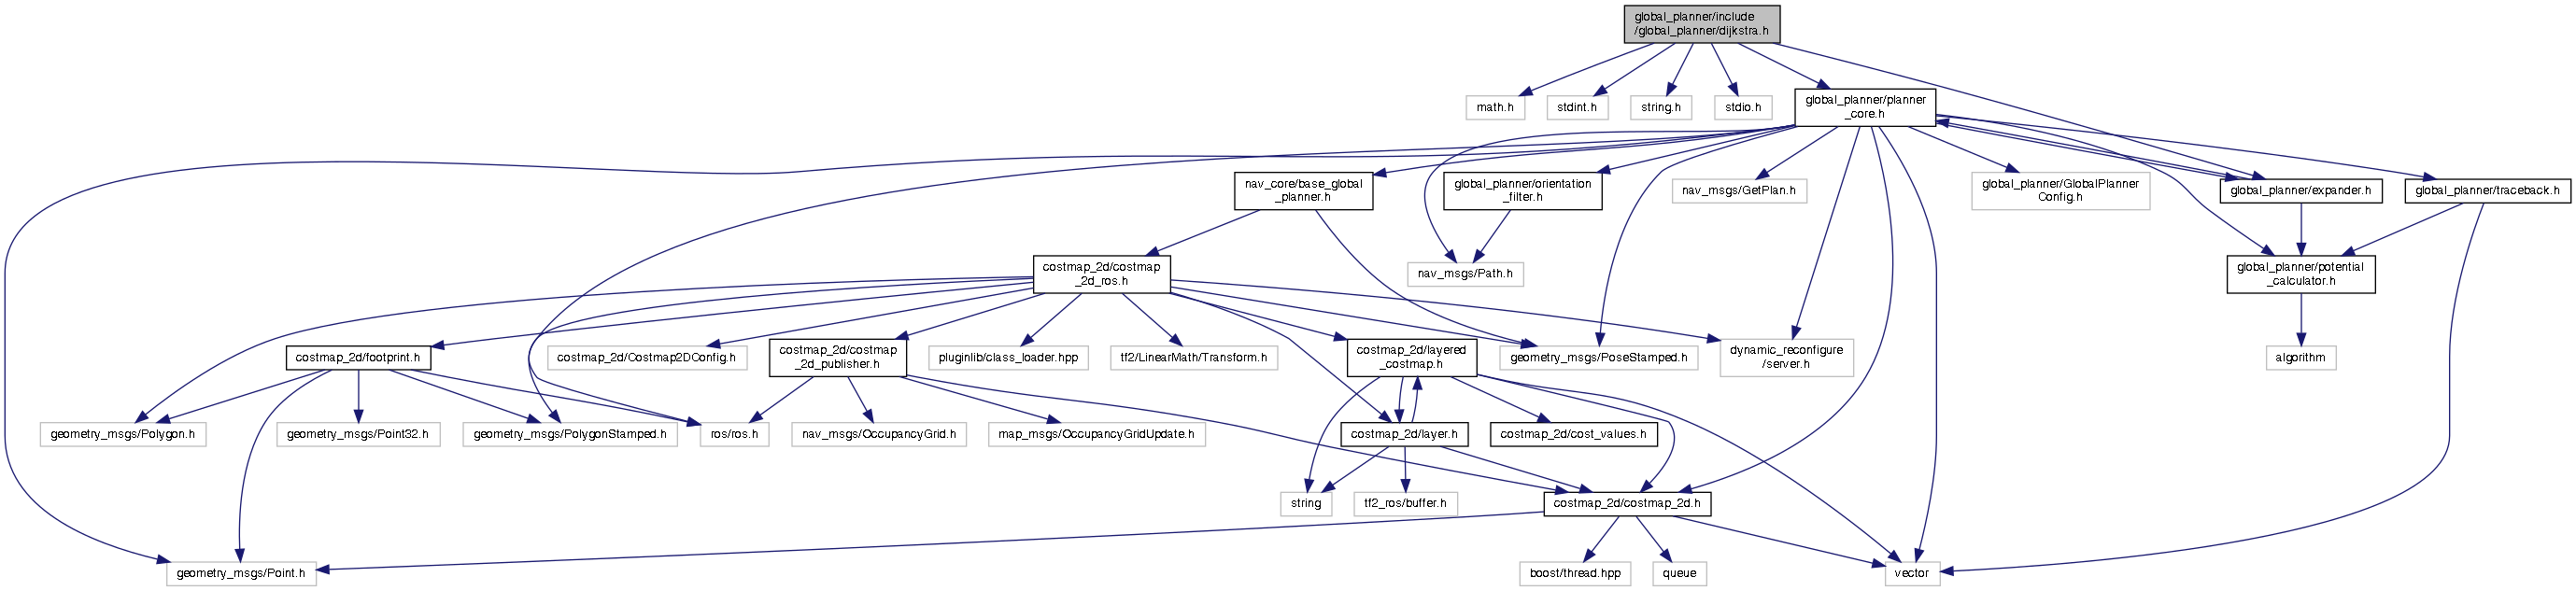 global_planner/include
/global_planner/dijkstra.h
math.h
stdint.h
string.h
stdio.h
global_planner/planner
_core.h
nav_core/base_global
_planner.h
global_planner/orientation
_filter.h
nav_msgs/GetPlan.h
global_planner/GlobalPlanner
Config.h
global_planner/expander.h
global_planner/traceback.h
costmap_2d/costmap
_2d_ros.h
nav_msgs/Path.h
global_planner/potential
_calculator.h
costmap_2d/footprint.h
costmap_2d/Costmap2DConfig.h
costmap_2d/costmap
_2d_publisher.h
pluginlib/class_loader.hpp
tf2/LinearMath/Transform.h
costmap_2d/layered
_costmap.h
geometry_msgs/PoseStamped.h
dynamic_reconfigure
/server.h
algorithm
geometry_msgs/Polygon.h
geometry_msgs/Point32.h
geometry_msgs/PolygonStamped.h
ros/ros.h
nav_msgs/OccupancyGrid.h
map_msgs/OccupancyGridUpdate.h
costmap_2d/layer.h
costmap_2d/cost_values.h
string
tf2_ros/buffer.h
costmap_2d/costmap_2d.h
geometry_msgs/Point.h
boost/thread.hpp
queue
vector